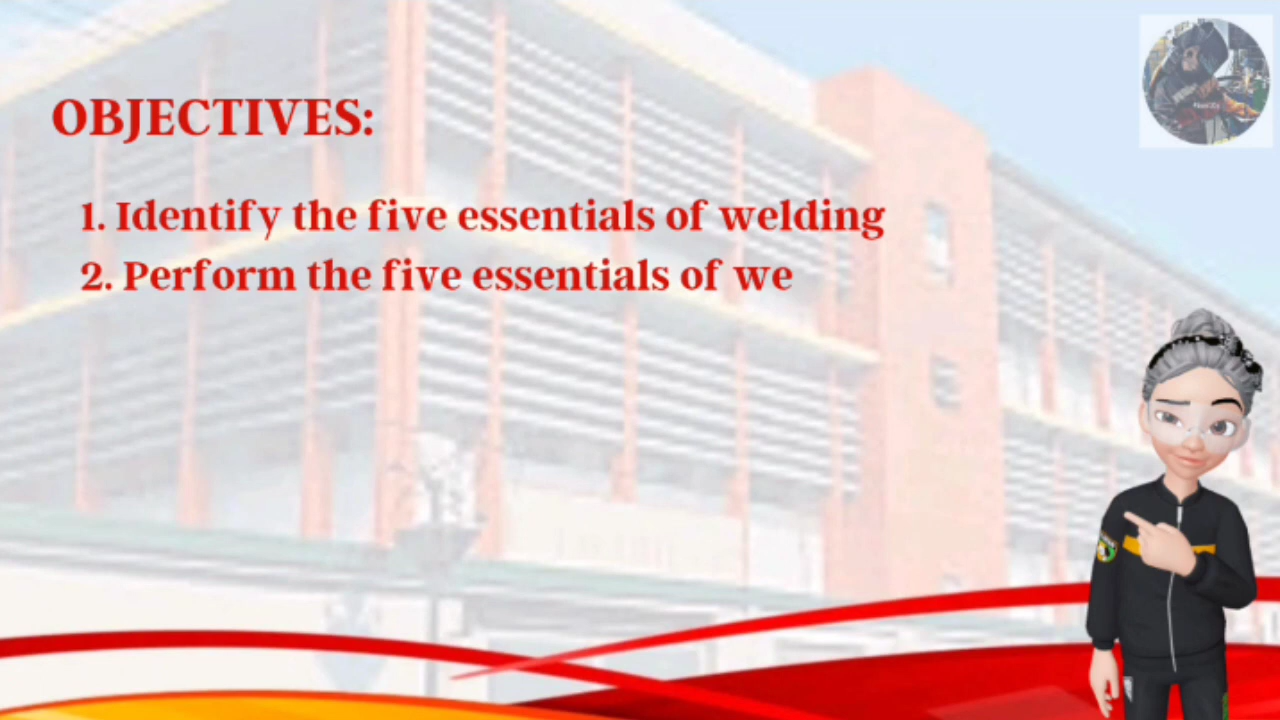 OBJECTIVES:
1. Identify the five essentials of welding
2. Perform the five essentials of we